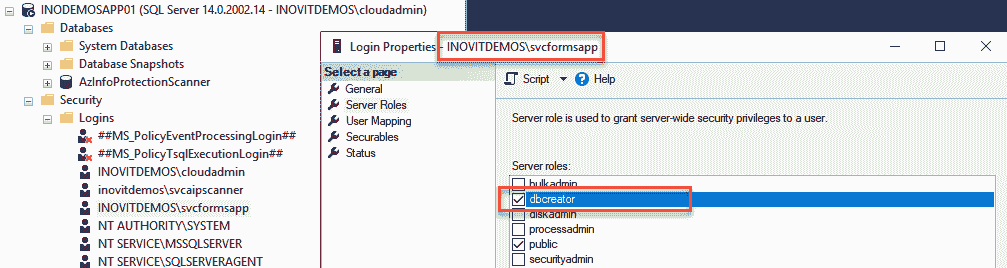 INODEMOSAPP01 (SQL Server 14.0.2002.14 - INOVITDEMOS\cloudadmin)
Databases
System Databases
Database Snapshots
AzInfoProtectionScanner
Security
Logins
##MS_PolicyEventProcessingLogin##
##MS_PolicyTsqlExecutionLogin##
INOVITDEMOS\cloudadmin
inovitdemos\svcaipscanner
INOVITDEMOS\svcformsapp
NT AUTHORITY\SYSTEM
NT SERVICE\MSSQLSERVER
NT SERVICE\SQLSERVERAGENT
Login Properties - INOVITDEMOS\svcformsapp
Select a page
General
Server Roles
User Mapping
Securables
Status
Script Help
Server role is used to grant server-wide security privileges to a user.
Server roles:
bulkadmin
dbcreator
diskadmin
processadmin
public
securityadmin